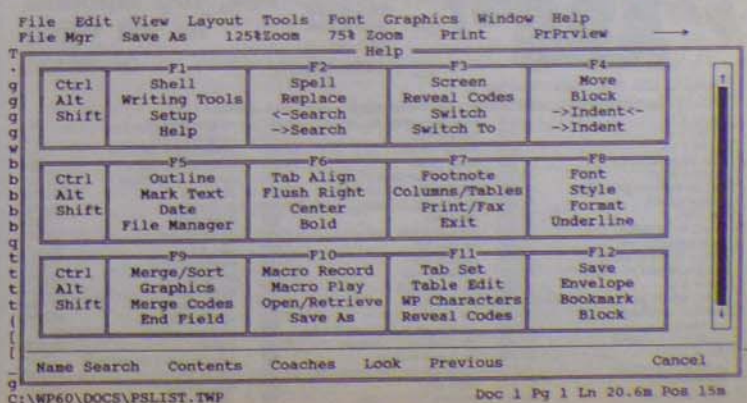 File Edit View Layout Tools Font Graphics Window Help
File Mgr Save As 125%Zoom 75% Zoom Print PrPrview →
T Help
F1 F2 F3 F4
Ctrl Shell Spell Screen Move
Alt Writing Tools Replace Reveal Codes Block
Shift Setup <-Search Switch ->Indent<-
Help ->Search Switch To ->Indent
F5 F6 F7 F8
Ctrl Outline Tab Align Footnote Font
Alt Mark Text Flush Right Columns/Tables Style
Shift Date Center Print/Fax Format
File Manager Bold Exit Underline
F9 F10 F11 F12
Ctrl Merge/Sort Macro Record Tab Set Save
Alt Graphics Macro Play Table Edit Envelope
Shift Merge Codes Open/Retrieve WP Characters Bookmark
End Field Save As Reveal Codes Block
Name Search Contents Coaches Look Previous Cancel
C:\WP60\DOCS\PSLIST.TWP Doc 1 Pg 1 Ln 20.6m Pos 15m